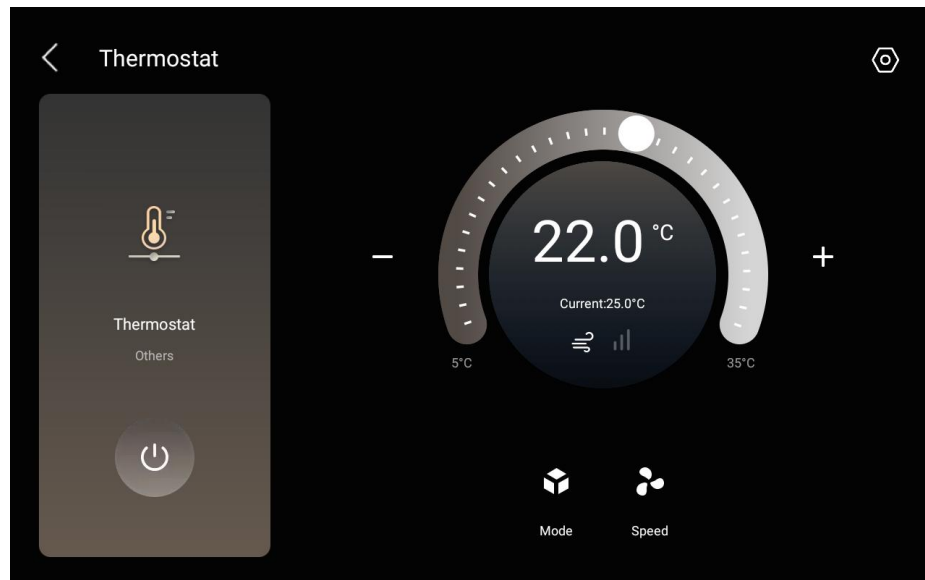 Thermostat
Thermostat
Others
22.0 °C
Current:25.0°C
5°C
35°C
Mode
Speed